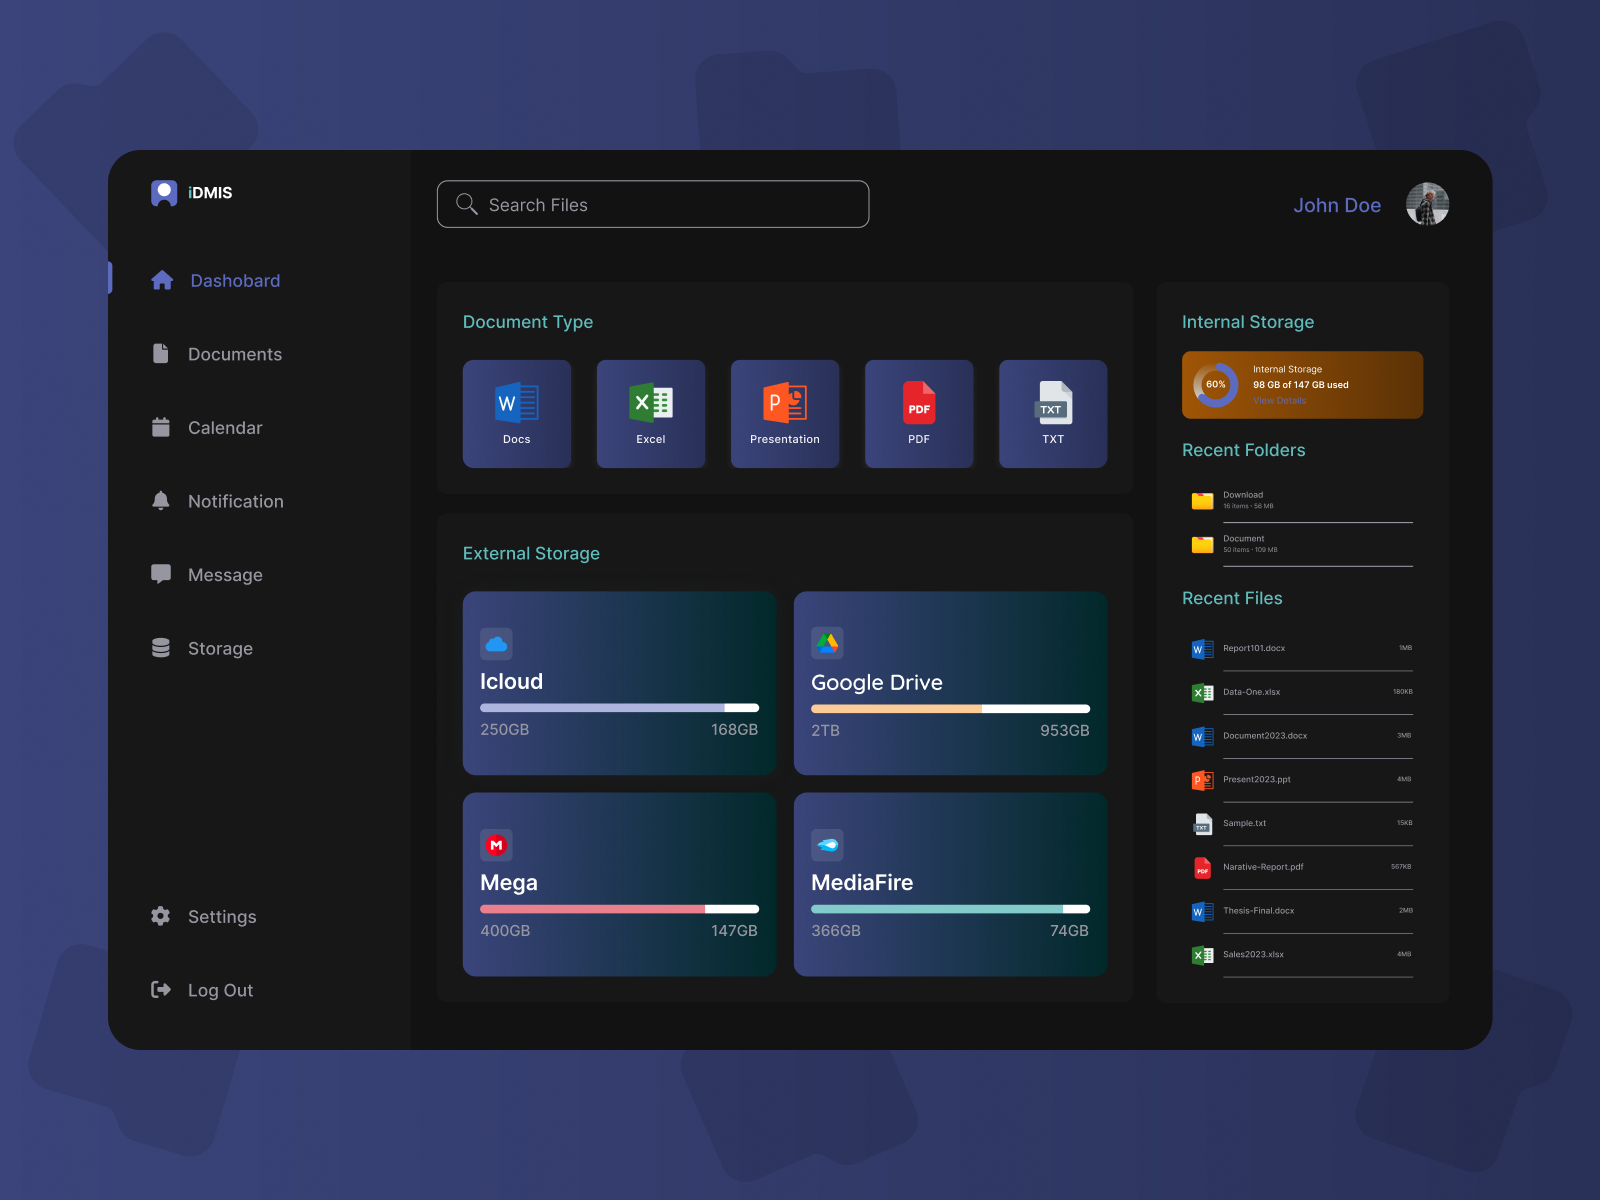 iDMIS
Dashobard
Documents
Calendar
Notification
Message
Storage
Settings
Log Out
Search Files
John Doe
Document Type
W
Docs
X
Excel
P
Presentation
PDF
PDF
TXT
TXT
External Storage
Icloud
250GB 168GB
Google Drive
2TB 953GB
M
Mega
400GB 147GB
MediaFire
366GB 74GB
Internal Storage
60%
Internal Storage
98 GB of 147 GB used
View Details
Recent Folders
Download
16 items - 56 MB
Document
50 items - 109 MB
Recent Files
W Report101.docx 1MB
X Data-One.xlsx 180KB
W Document2023.docx 3MB
P Present2023.ppt 4MB
TXT Sample.txt 15KB
PDF Narative-Report.pdf 567KB
W Thesis-Final.docx 2MB
X Sales2023.xlsx 4MB